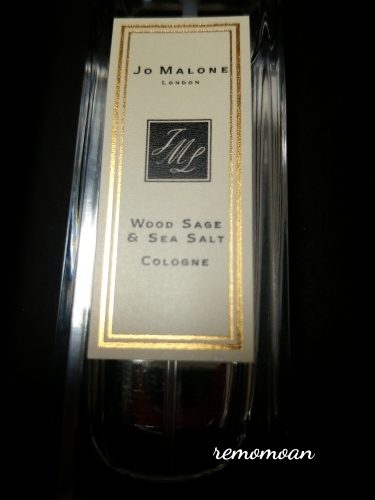 Jo Malone
London
JML
Wood Sage
& Sea Salt
Cologne
remomoan